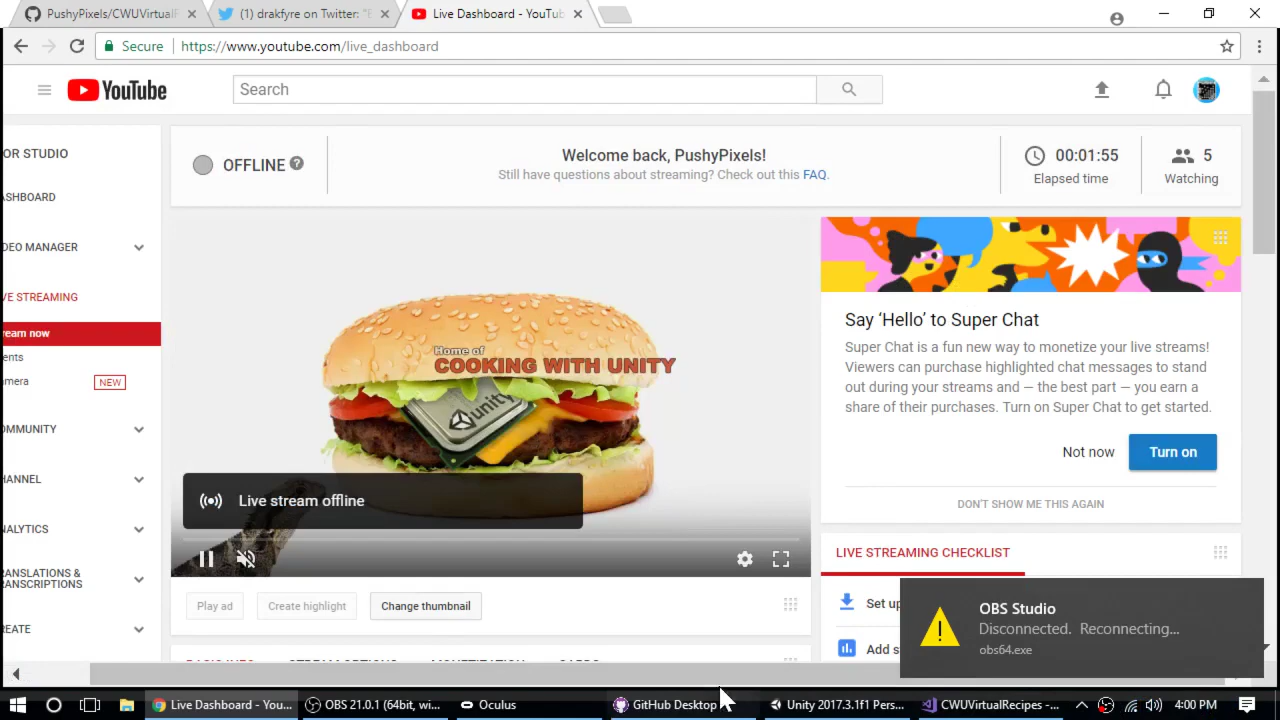 PushyPixels/CWUVirtualR
(1) drakfyre on Twitter: "E
Live Dashboard - YouTub
Secure
https://www.youtube.com/live_dashboard
YouTube
Search
OR STUDIO
ASHBOARD
DEO MANAGER
VE STREAMING
ream now
ents
mera
NEW
OMMUNITY
HANNEL
NALYTICS
RANSLATIONS &
RANSCRIPTIONS
REATE
OFFLINE
Welcome back, PushyPixels!
Still have questions about streaming? Check out this FAQ.
00:01:55
Elapsed time
5
Watching
Home of
COOKING WITH UNITY
unity
Live stream offline
Play ad
Create highlight
Change thumbnail
BASIC INFO
STREAM OPTIONS
MONETIZATION
CARDS
Say ‘Hello’ to Super Chat
Super Chat is a fun new way to monetize your live streams!
Viewers can purchase highlighted chat messages to stand
out during your streams and — the best part — you earn a
share of their purchases. Turn on Super Chat to get started.
Not now
Turn on
DON'T SHOW ME THIS AGAIN
LIVE STREAMING CHECKLIST
Set up
Add s
OBS Studio
Disconnected. Reconnecting...
obs64.exe
Live Dashboard - You...
OBS 21.0.1 (64bit, wi...
Oculus
GitHub Desktop
Unity 2017.3.1f1 Pers...
CWUVirtualRecipes -...
4:00 PM